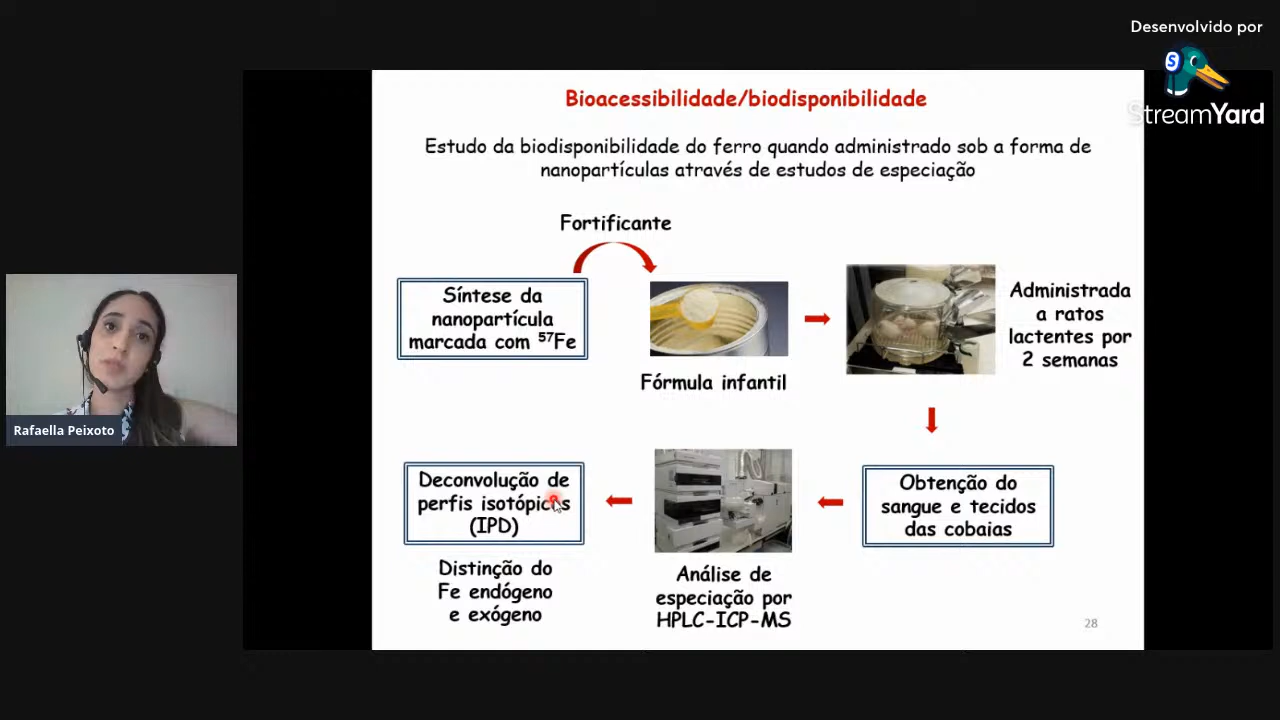 Desenvolvido por
StreamYard
Bioacessibilidade/biodisponibilidade
Estudo da biodisponibilidade do ferro quando administrado sob a forma de
nanopartículas através de estudos de especiação
Fortificante
Síntese da
nanopartícula
marcada com ⁵⁷Fe
Fórmula infantil
Administrada
a ratos
lactentes por
2 semanas
Obtenção do
sangue e tecidos
das cobaias
Análise de
especiação por
HPLC-ICP-MS
Deconvolução de
perfis isotópicos
(IPD)
Distinção do
Fe endógeno
e exógeno
28
Rafaella Peixoto